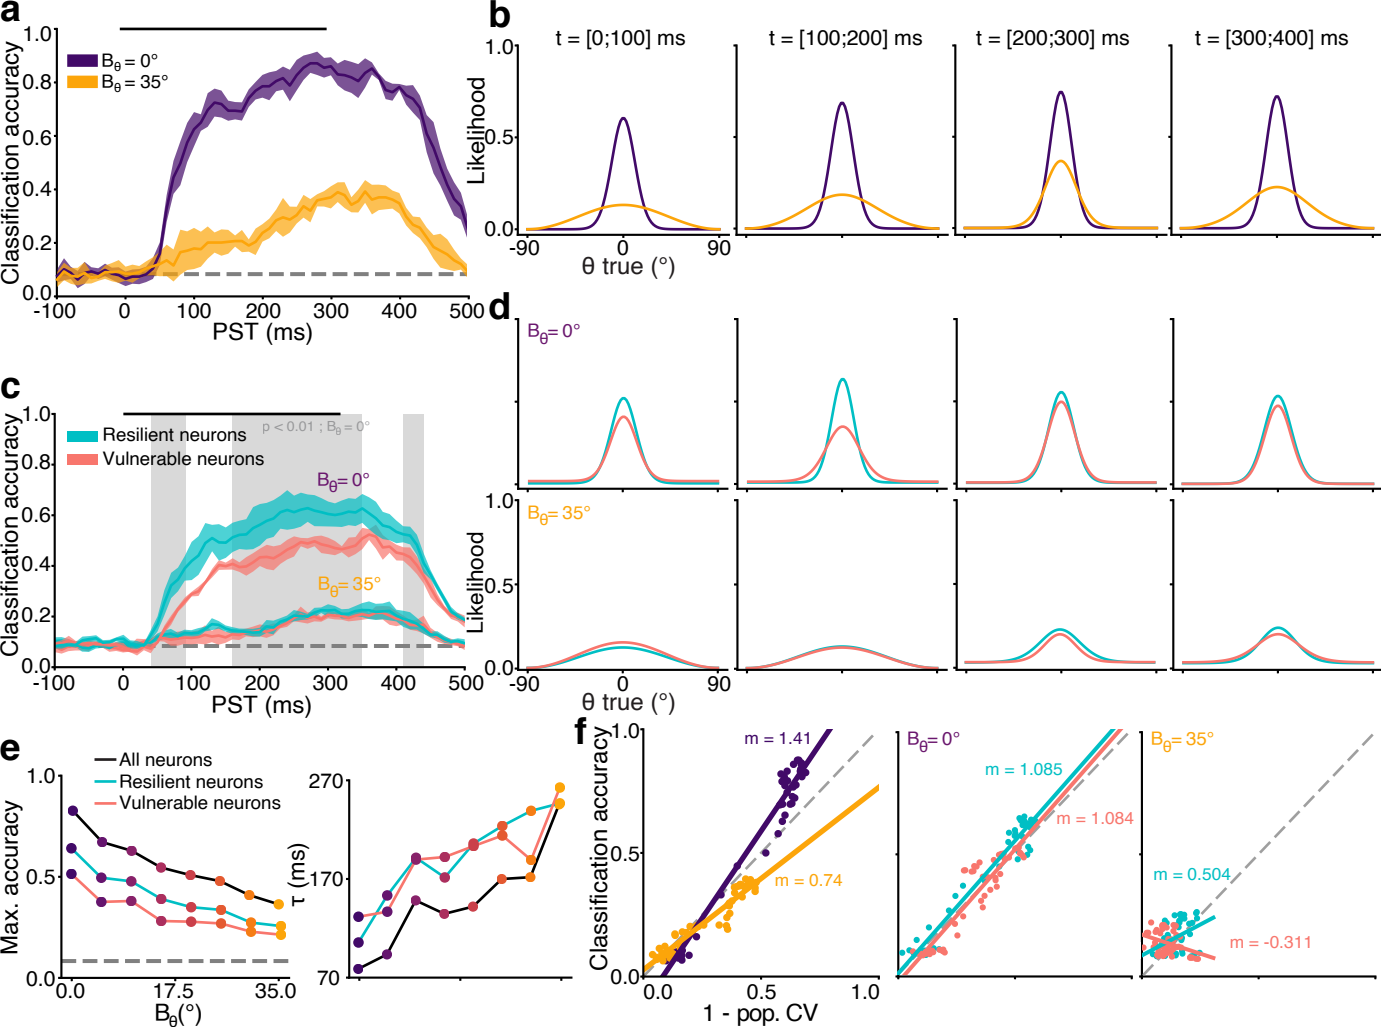 a
1.0
0.8
0.6
0.4
0.2
0.0
Classification accuracy
Bθ = 0°
Bθ = 35°
-100 0 100 200 300 400 500
PST (ms)
b
t = [0;100] ms
t = [100;200] ms
t = [200;300] ms
t = [300;400] ms
1.0
0.5
0.0
Likelihood
-90 0 90
θ true (°)
c
1.0
0.8
0.6
0.4
0.2
0.0
Classification accuracy
Resilient neurons
Vulnerable neurons
p < 0.01 ; Bθ = 0°
Bθ= 0°
Bθ= 35°
-100 0 100 200 300 400 500
PST (ms)
d
Bθ= 0°
Bθ= 35°
1.0
0.5
0.0
Likelihood
-90 0 90
θ true (°)
e
All neurons
Resilient neurons
Vulnerable neurons
1.0
0.5
0.0
Max. accuracy
0.0 17.5 35.0
Bθ(°)
270
170
70
τ (ms)
f
1.0
0.5
0.0
Classification accuracy
m = 1.41
m = 0.74
0.0 0.5 1.0
1 - pop. CV
Bθ= 0°
m = 1.085
m = 1.084
Bθ= 35°
m = 0.504
m = -0.311